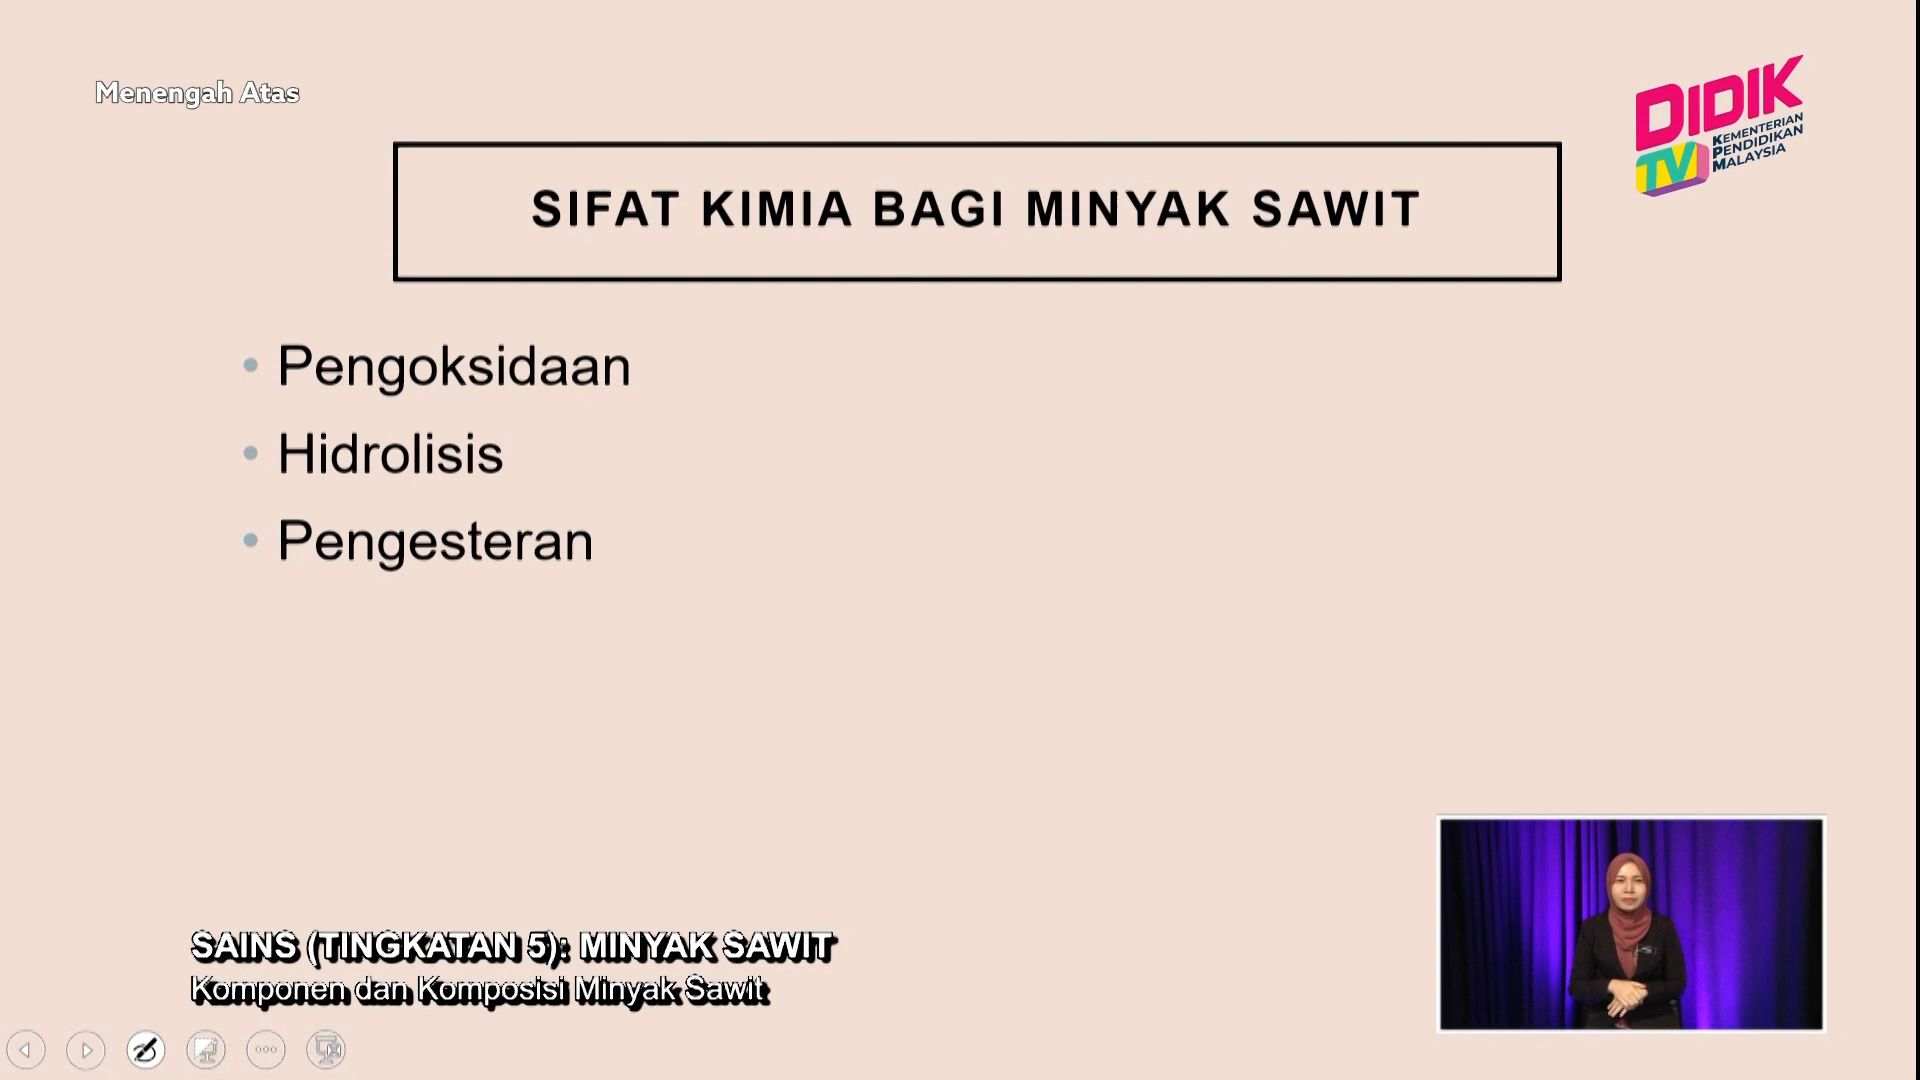 Menengah Atas
DIDIK
TV
KEMENTERIAN
PENDIDIKAN
MALAYSIA
SIFAT KIMIA BAGI MINYAK SAWIT
• Pengoksidaan
• Hidrolisis
• Pengesteran
SAINS (TINGKATAN 5): MINYAK SAWIT
Komponen dan Komposisi Minyak Sawit